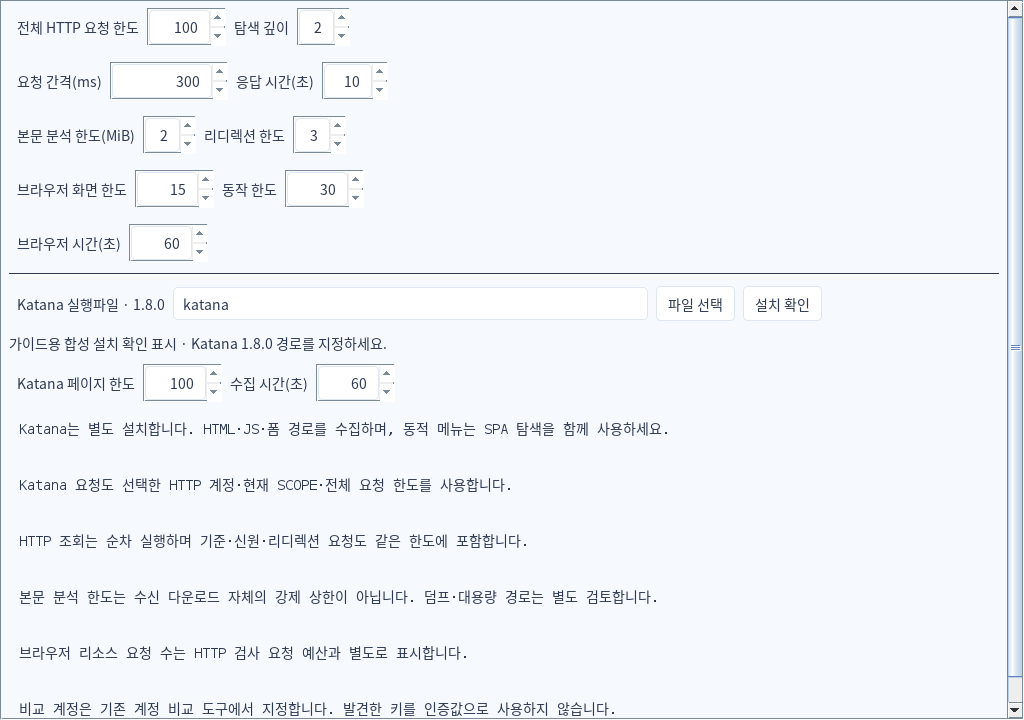 전체 HTTP 요청 한도 100 탐색 깊이 2
요청 간격(ms) 300 응답 시간(초) 10
본문 분석 한도(MiB) 2 리디렉션 한도 3
브라우저 화면 한도 15 동작 한도 30
브라우저 시간(초) 60
Katana 실행파일 · 1.8.0 katana 파일 선택 설치 확인
가이드용 합성 설치 확인 표시 · Katana 1.8.0 경로를 지정하세요.
Katana 페이지 한도 100 수집 시간(초) 60
Katana는 별도 설치합니다. HTML·JS·폼 경로를 수집하며, 동적 메뉴는 SPA 탐색을 함께 사용하세요.
Katana 요청도 선택한 HTTP 계정·현재 SCOPE·전체 요청 한도를 사용합니다.
HTTP 조회는 순차 실행하며 기준·신원·리디렉션 요청도 같은 한도에 포함합니다.
본문 분석 한도는 수신 다운로드 자체의 강제 상한이 아닙니다. 덤프·대용량 경로는 별도 검토합니다.
브라우저 리소스 요청 수는 HTTP 검사 요청 예산과 별도로 표시합니다.
비교 계정은 기존 계정 비교 도구에서 지정합니다. 발견한 키를 인증값으로 사용하지 않습니다.